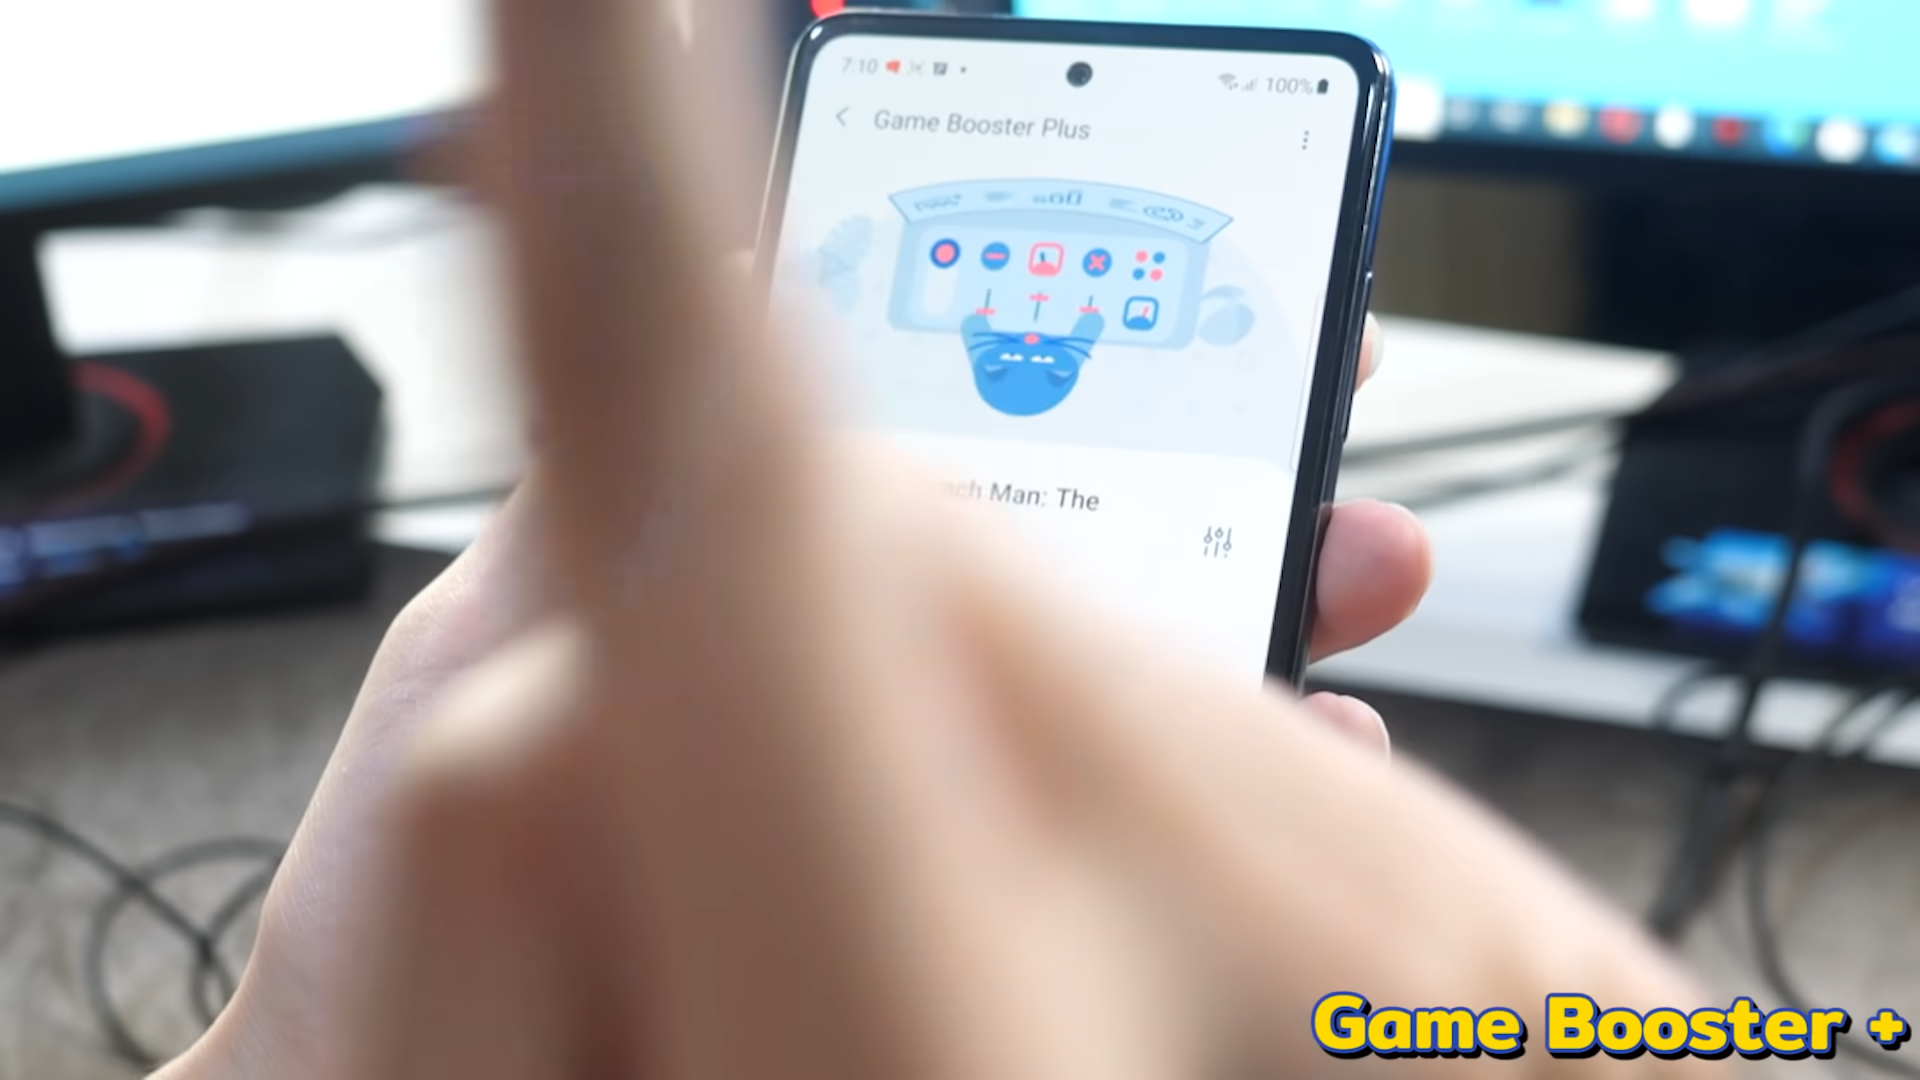 7:10
100%
Game Booster Plus
Man: The
Game Booster +